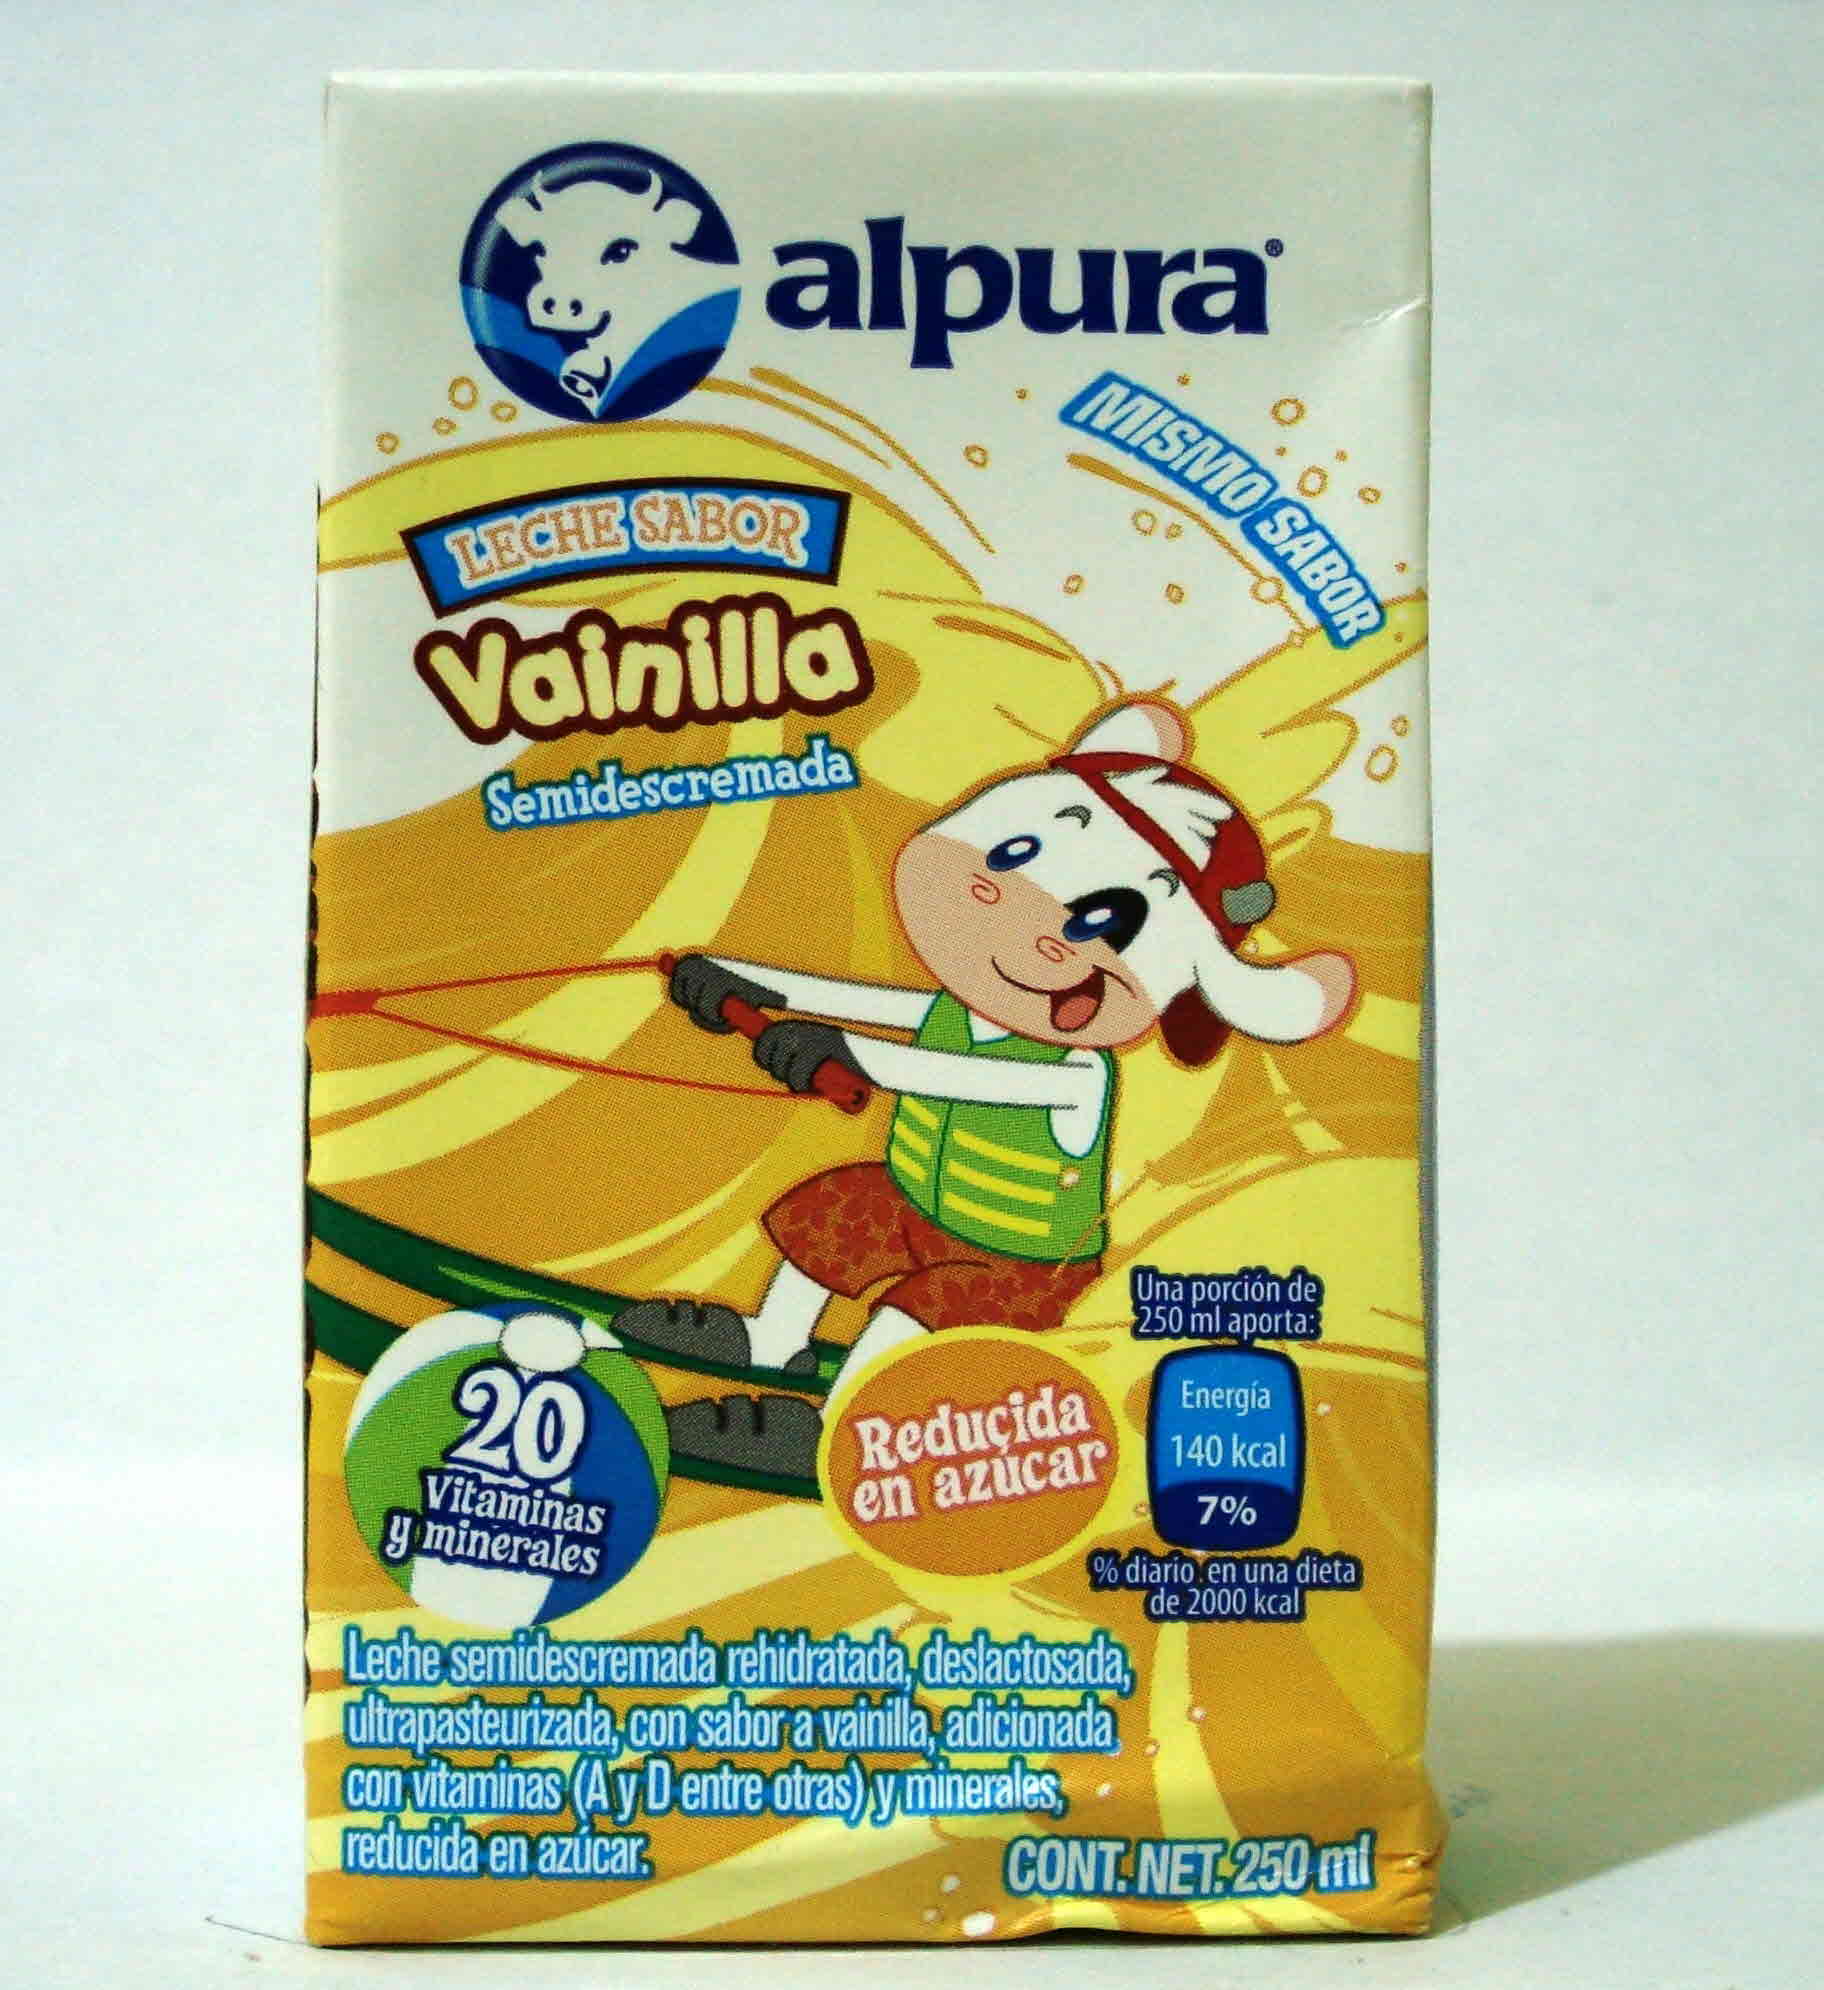 alpura®
MISMO SABOR
LECHE SABOR
Vainilla
Semidescremada
Una porción de
250 ml aporta:
Energía
140 kcal
7%
% diario en una dieta
de 2000 kcal
20
Vitaminas
y minerales
Reducida
en azúcar
Leche semidescremada rehidratada, deslactosada,
ultrapasteurizada, con sabor a vainilla, adicionada
con vitaminas (A y D entre otras) y minerales,
reducida en azúcar.
CONT. NET. 250 ml